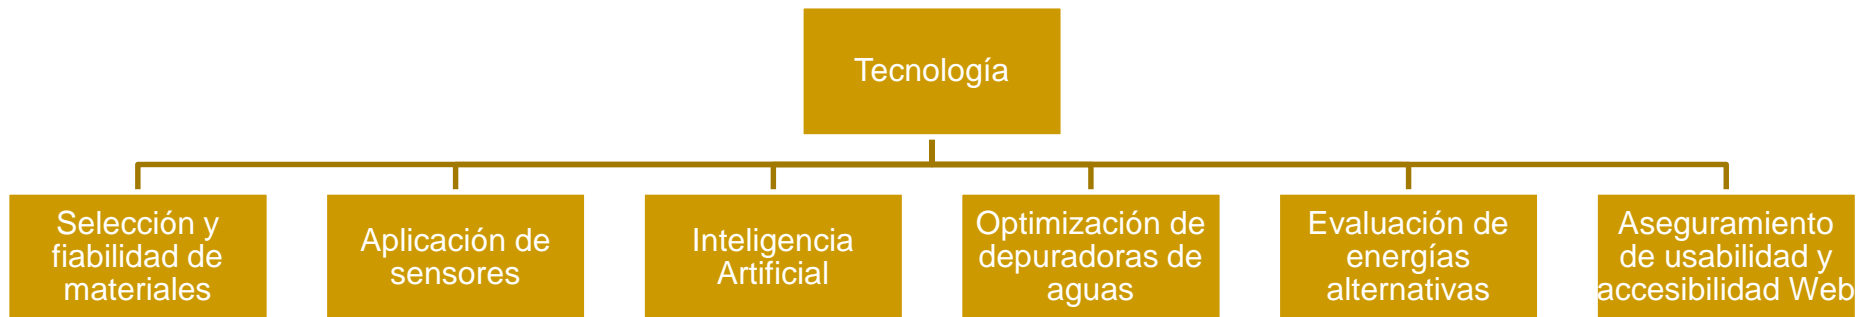 Tecnología
Selección y
fiabilidad de
materiales
Aplicación de
sensores
Inteligencia
Artificial
Optimización de
depuradoras de
aguas
Evaluación de
energías
alternativas
Aseguramiento
de usabilidad y
accesibilidad Web